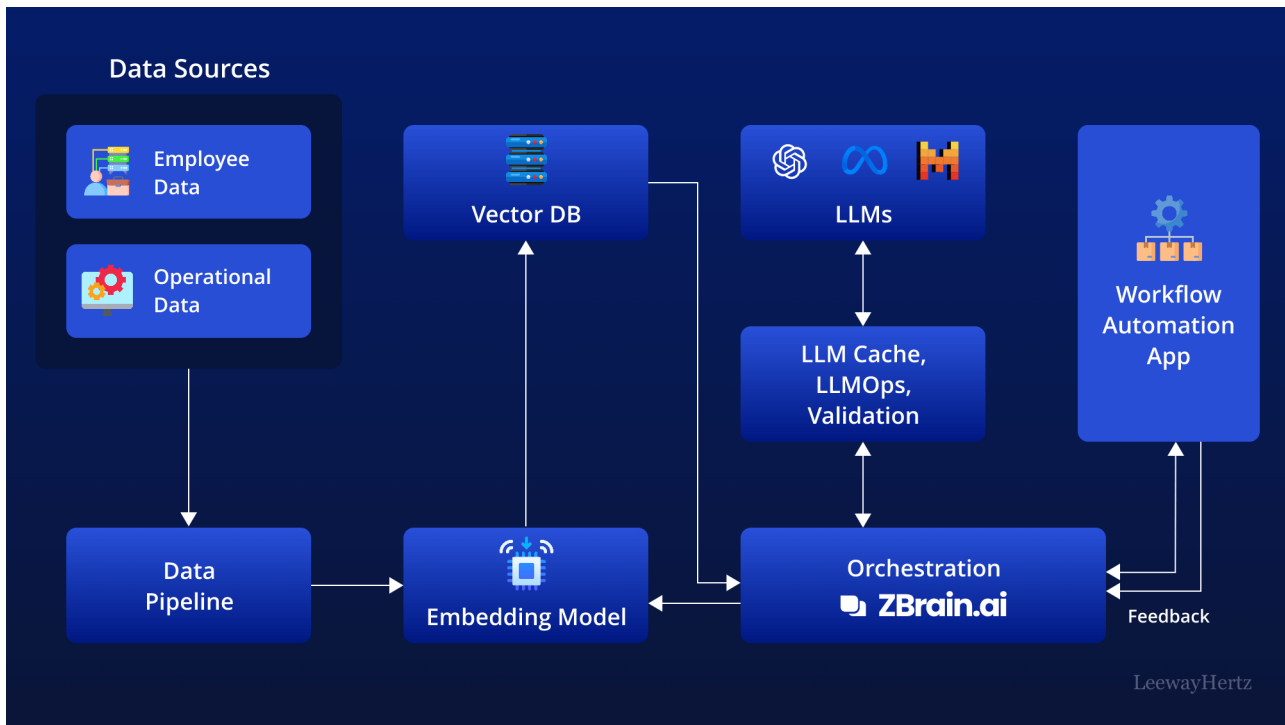 Data Sources
Employee
Data
Operational
Data
Vector DB
LLMs
Workflow
Automation
App
LLM Cache,
LLMOps,
Validation
Data
Pipeline
Embedding Model
Orchestration
ZBrain.ai
Feedback
LeewayHertz